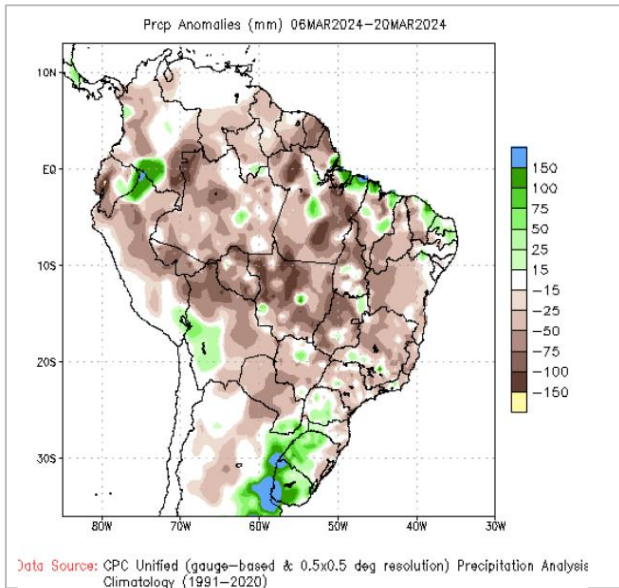 Prcp Anomalies (mm) 06MAR2024–20MAR2024
10N
EQ
10S
20S
30S
80W 70W 60W 50W 40W 30W
150
100
75
50
25
15
−15
−25
−50
−75
−100
−150
Data Source: CPC Unified (gauge-based & 0.5x0.5 deg resolution) Precipitation Analysis
Climatology (1991–2020)